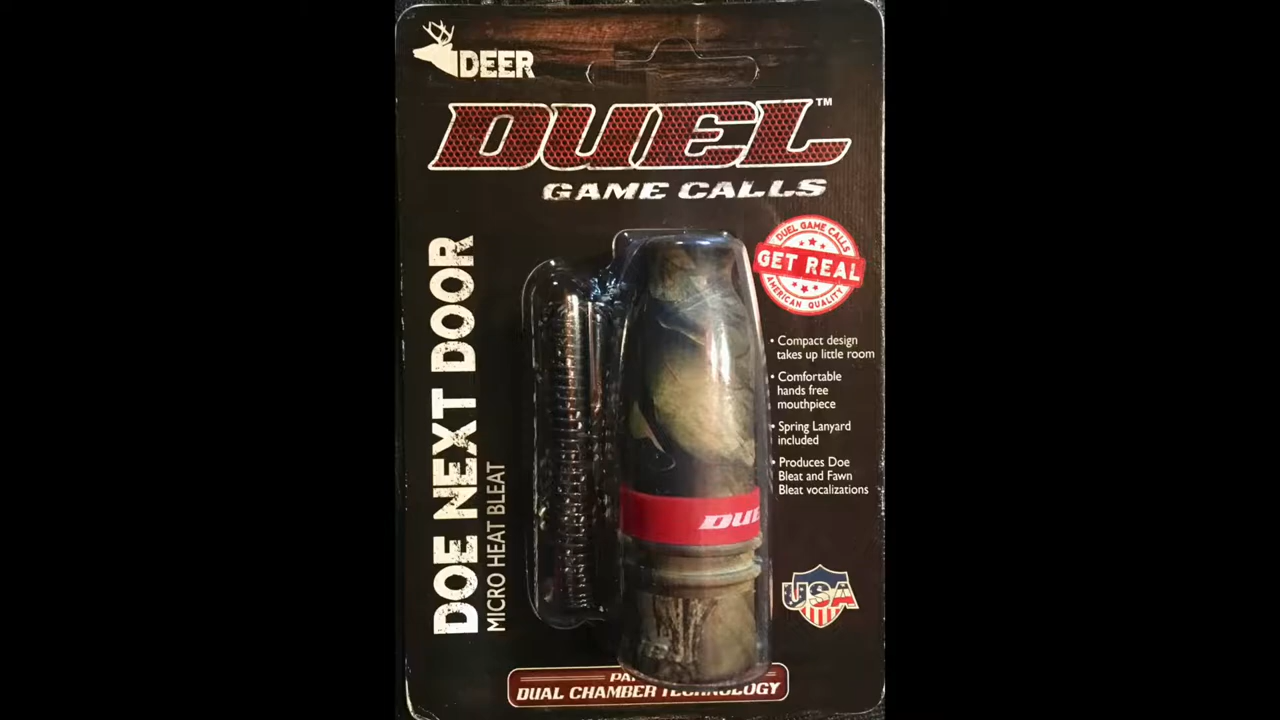 DEER
DUEL™
GAME CALLS
DUEL GAME CALLS
GET REAL
AMERICAN QUALITY
DOE NEXT DOOR
MICRO HEAT BLEAT
• Compact design
takes up little room
• Comfortable
hands free
mouthpiece
• Spring Lanyard
included
• Produces Doe
Bleat and Fawn
Bleat vocalizations
DUE
USA
DUAL CHAMBER TECHNOLOGY